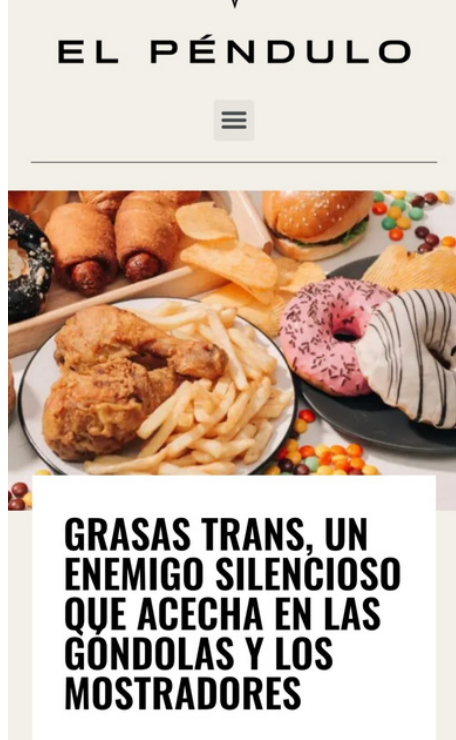 EL PÉNDULO
GRASAS TRANS, UN
ENEMIGO SILENCIOSO
QUE ACECHA EN LAS
GÓNDOLAS Y LOS
MOSTRADORES